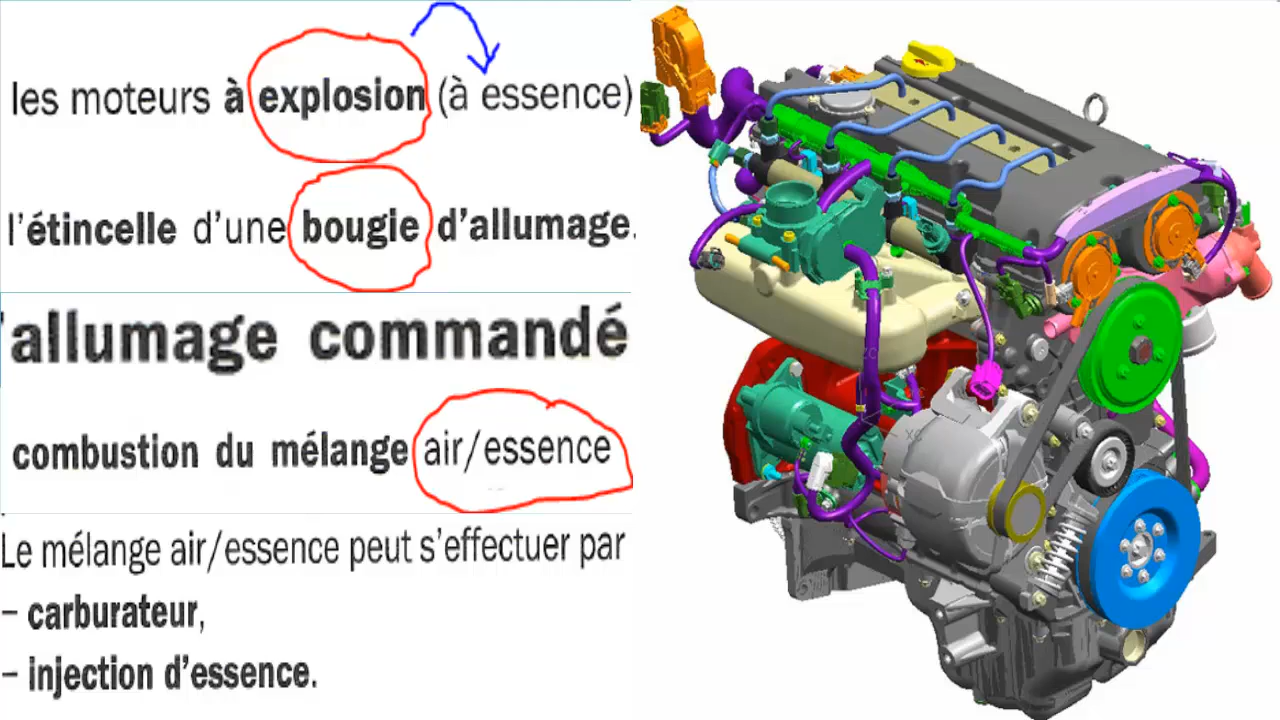 les moteurs à explosion (à essence)
l'étincelle d'une bougie d'allumage.
'allumage commandé
combustion du mélange air/essence
Le mélange air/essence peut s'effectuer par
– carburateur,
– injection d'essence.
XC